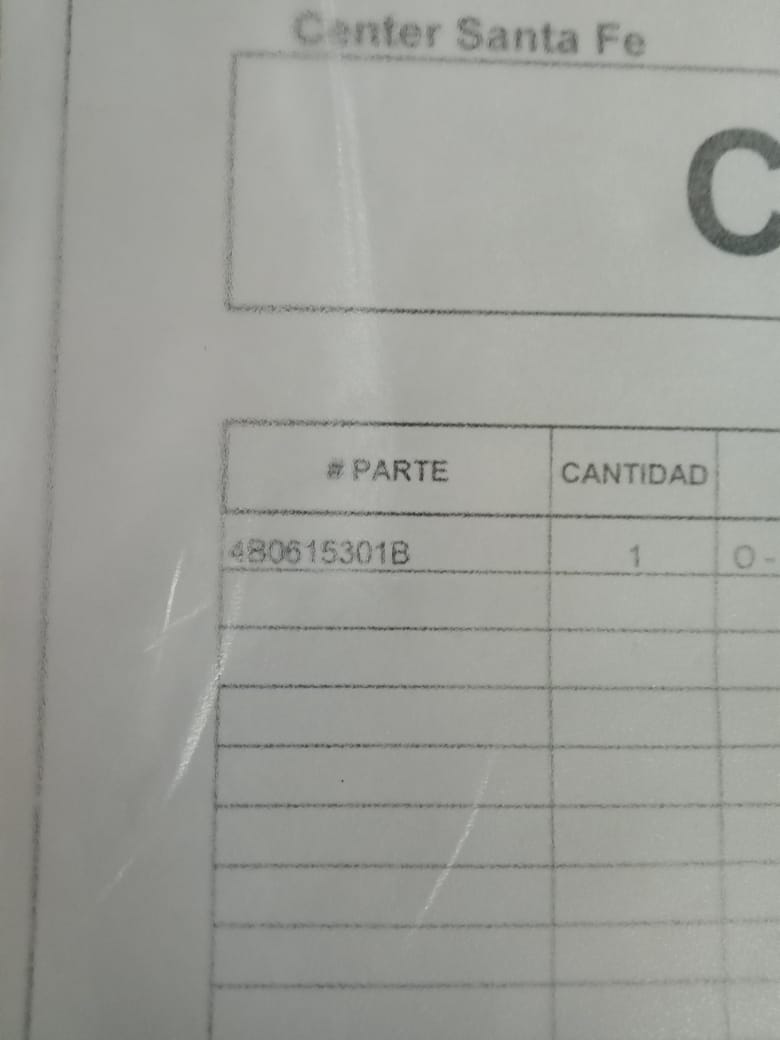 Center Santa Fe
C
# PARTE CANTIDAD
4B0615301B 1 O -